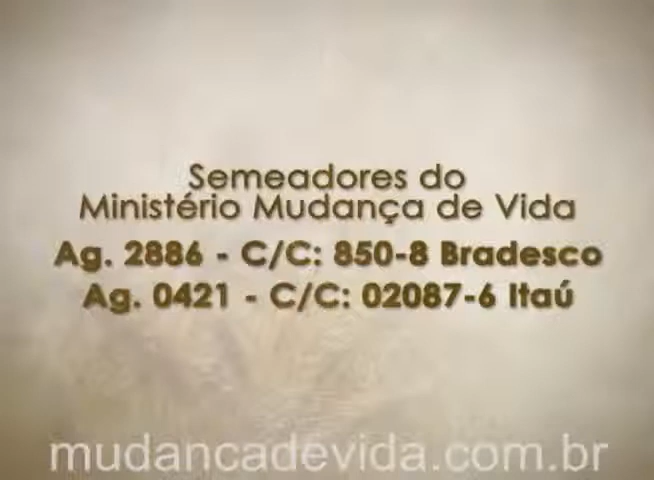 Semeadores do
Ministério Mudança de Vida
Ag. 2886 - C/C: 850-8 Bradesco
Ag. 0421 - C/C: 02087-6 Itaú
mudancadevida.com.br